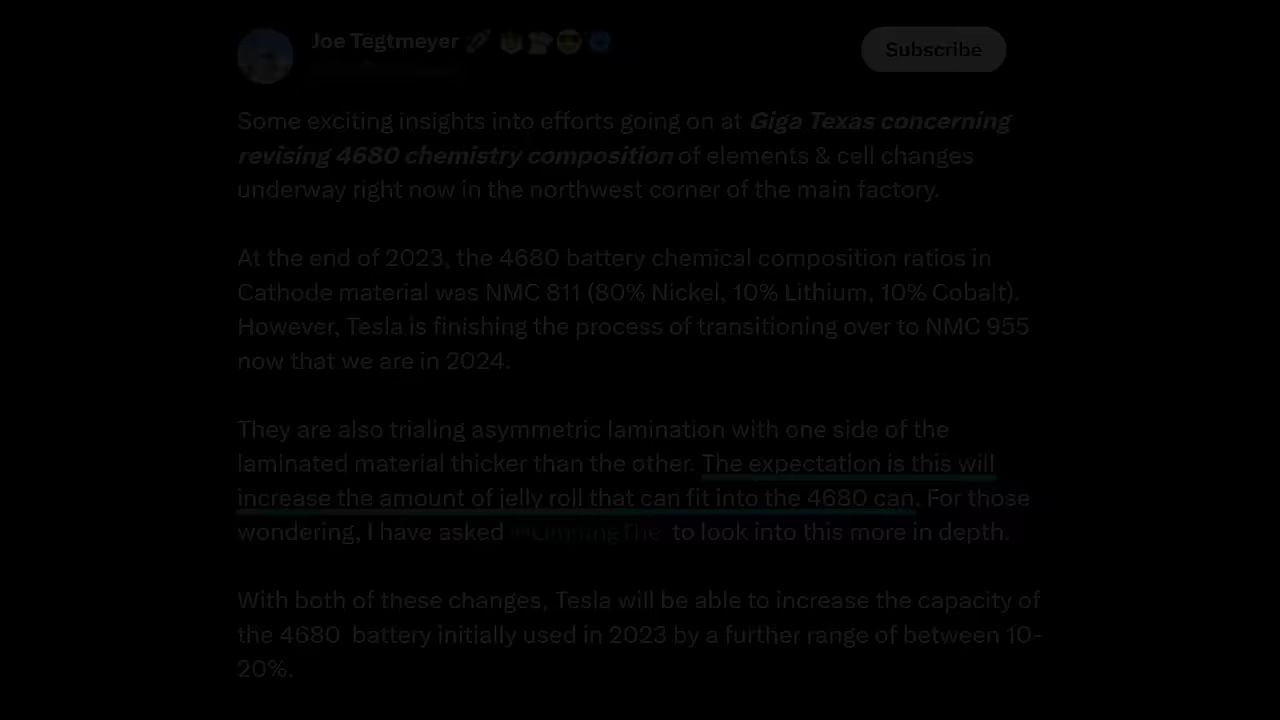 Joe Tegtmeyer
Subscribe
Some exciting insights into efforts going on at Giga Texas concerning
revising 4680 chemistry composition of elements & cell changes
underway right now in the northwest corner of the main factory.
At the end of 2023, the 4680 battery chemical composition ratios in
Cathode material was NMC 811 (80% Nickel, 10% Lithium, 10% Cobalt).
However, Tesla is finishing the process of transitioning over to NMC 955
now that we are in 2024.
They are also trialing asymmetric lamination with one side of the
laminated material thicker than the other. The expectation is this will
increase the amount of jelly roll that can fit into the 4680 can. For those
wondering, I have asked to look into this more in depth.
With both of these changes, Tesla will be able to increase the capacity of
the 4680 battery initially used in 2023 by a further range of between 10-
20%.